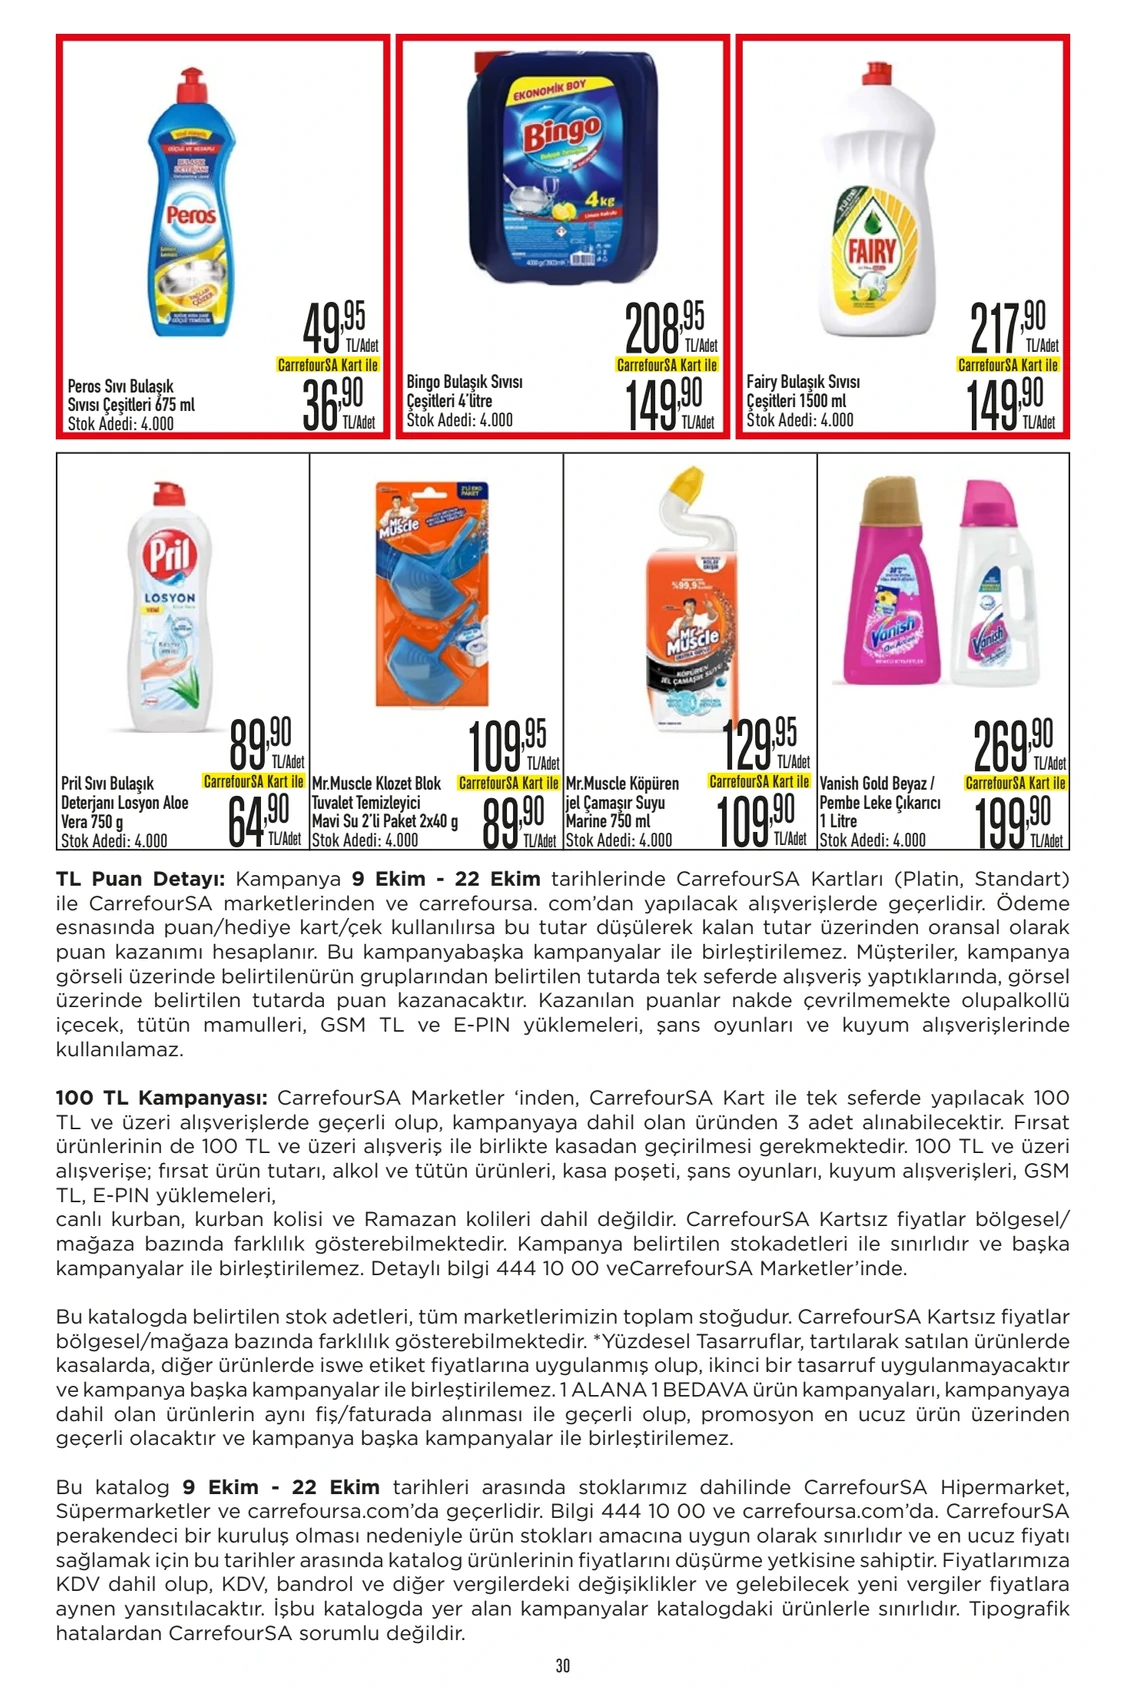 Peros
49,95
TL/Adet
CarrefourSA Kart ile
36,90
TL/Adet
Peros Sıvı Bulaşık
Sıvısı Çeşitleri 675 ml
Stok Adedi: 4.000
EKONOMİK BOY
Bingo
4kg
208,95
TL/Adet
CarrefourSA Kart ile
149,90
TL/Adet
Bingo Bulaşık Sıvısı
Çeşitleri 4’litre
Stok Adedi: 4.000
FAIRY
217,90
TL/Adet
CarrefourSA Kart ile
149,90
TL/Adet
Fairy Bulaşık Sıvısı
Çeşitleri 1500 ml
Stok Adedi: 4.000
Pril
LOSYON
YENİ
89,90
TL/Adet
CarrefourSA Kart ile
64,90
TL/Adet
Pril Sıvı Bulaşık
Deterjanı Losyon Aloe
Vera 750 g
Stok Adedi: 4.000
2'Lİ EKO
PAKET
Mr.
Muscle
109,95
TL/Adet
CarrefourSA Kart ile
89,90
TL/Adet
Mr.Muscle Klozet Blok
Tuvalet Temizleyici
Mavi Su 2’li Paket 2x40 g
Stok Adedi: 4.000
%99,9
Mr.
Muscle
KÖPÜREN
JEL ÇAMAŞIR SUYU
129,95
TL/Adet
CarrefourSA Kart ile
109,90
TL/Adet
Mr.Muscle Köpüren
jel Çamaşır Suyu
Marine 750 ml
Stok Adedi: 4.000
Vanish
Vanish
269,90
TL/Adet
CarrefourSA Kart ile
199,90
TL/Adet
Vanish Gold Beyaz /
Pembe Leke Çıkarıcı
1 Litre
Stok Adedi: 4.000
TL Puan Detayı: Kampanya 9 Ekim - 22 Ekim tarihlerinde CarrefourSA Kartları (Platin, Standart)
ile CarrefourSA marketlerinden ve carrefoursa. com’dan yapılacak alışverişlerde geçerlidir. Ödeme
esnasında puan/hediye kart/çek kullanılırsa bu tutar düşülerek kalan tutar üzerinden oransal olarak
puan kazanımı hesaplanır. Bu kampanyabaşka kampanyalar ile birleştirilemez. Müşteriler, kampanya
görseli üzerinde belirtilenürün gruplarından belirtilen tutarda tek seferde alışveriş yaptıklarında, görsel
üzerinde belirtilen tutarda puan kazanacaktır. Kazanılan puanlar nakde çevrilmemekte olupalkollü
içecek, tütün mamulleri, GSM TL ve E-PIN yüklemeleri, şans oyunları ve kuyum alışverişlerinde
kullanılamaz.
100 TL Kampanyası: CarrefourSA Marketler ‘inden, CarrefourSA Kart ile tek seferde yapılacak 100
TL ve üzeri alışverişlerde geçerli olup, kampanyaya dahil olan üründen 3 adet alınabilecektir. Fırsat
ürünlerinin de 100 TL ve üzeri alışveriş ile birlikte kasadan geçirilmesi gerekmektedir. 100 TL ve üzeri
alışverişe; fırsat ürün tutarı, alkol ve tütün ürünleri, kasa poşeti, şans oyunları, kuyum alışverişleri, GSM
TL, E-PIN yüklemeleri,
canlı kurban, kurban kolisi ve Ramazan kolileri dahil değildir. CarrefourSA Kartsız fiyatlar bölgesel/
mağaza bazında farklılık gösterebilmektedir. Kampanya belirtilen stokadetleri ile sınırlıdır ve başka
kampanyalar ile birleştirilemez. Detaylı bilgi 444 10 00 veCarrefourSA Marketler’inde.
Bu katalogda belirtilen stok adetleri, tüm marketlerimizin toplam stoğudur. CarrefourSA Kartsız fiyatlar
bölgesel/mağaza bazında farklılık gösterebilmektedir. *Yüzdesel Tasarruflar, tartılarak satılan ürünlerde
kasalarda, diğer ürünlerde iswe etiket fiyatlarına uygulanmış olup, ikinci bir tasarruf uygulanmayacaktır
ve kampanya başka kampanyalar ile birleştirilemez. 1 ALANA 1 BEDAVA ürün kampanyaları, kampanyaya
dahil olan ürünlerin aynı fiş/faturada alınması ile geçerli olup, promosyon en ucuz ürün üzerinden
geçerli olacaktır ve kampanya başka kampanyalar ile birleştirilemez.
Bu katalog 9 Ekim - 22 Ekim tarihleri arasında stoklarımız dahilinde CarrefourSA Hipermarket,
Süpermarketler ve carrefoursa.com’da geçerlidir. Bilgi 444 10 00 ve carrefoursa.com’da. CarrefourSA
perakendeci bir kuruluş olması nedeniyle ürün stokları amacına uygun olarak sınırlıdır ve en ucuz fiyatı
sağlamak için bu tarihler arasında katalog ürünlerinin fiyatlarını düşürme yetkisine sahiptir. Fiyatlarımıza
KDV dahil olup, KDV, bandrol ve diğer vergilerdeki değişiklikler ve gelebilecek yeni vergiler fiyatlara
aynen yansıtılacaktır. İşbu katalogda yer alan kampanyalar katalogdaki ürünlerle sınırlıdır. Tipografik
hatalardan CarrefourSA sorumlu değildir.
30